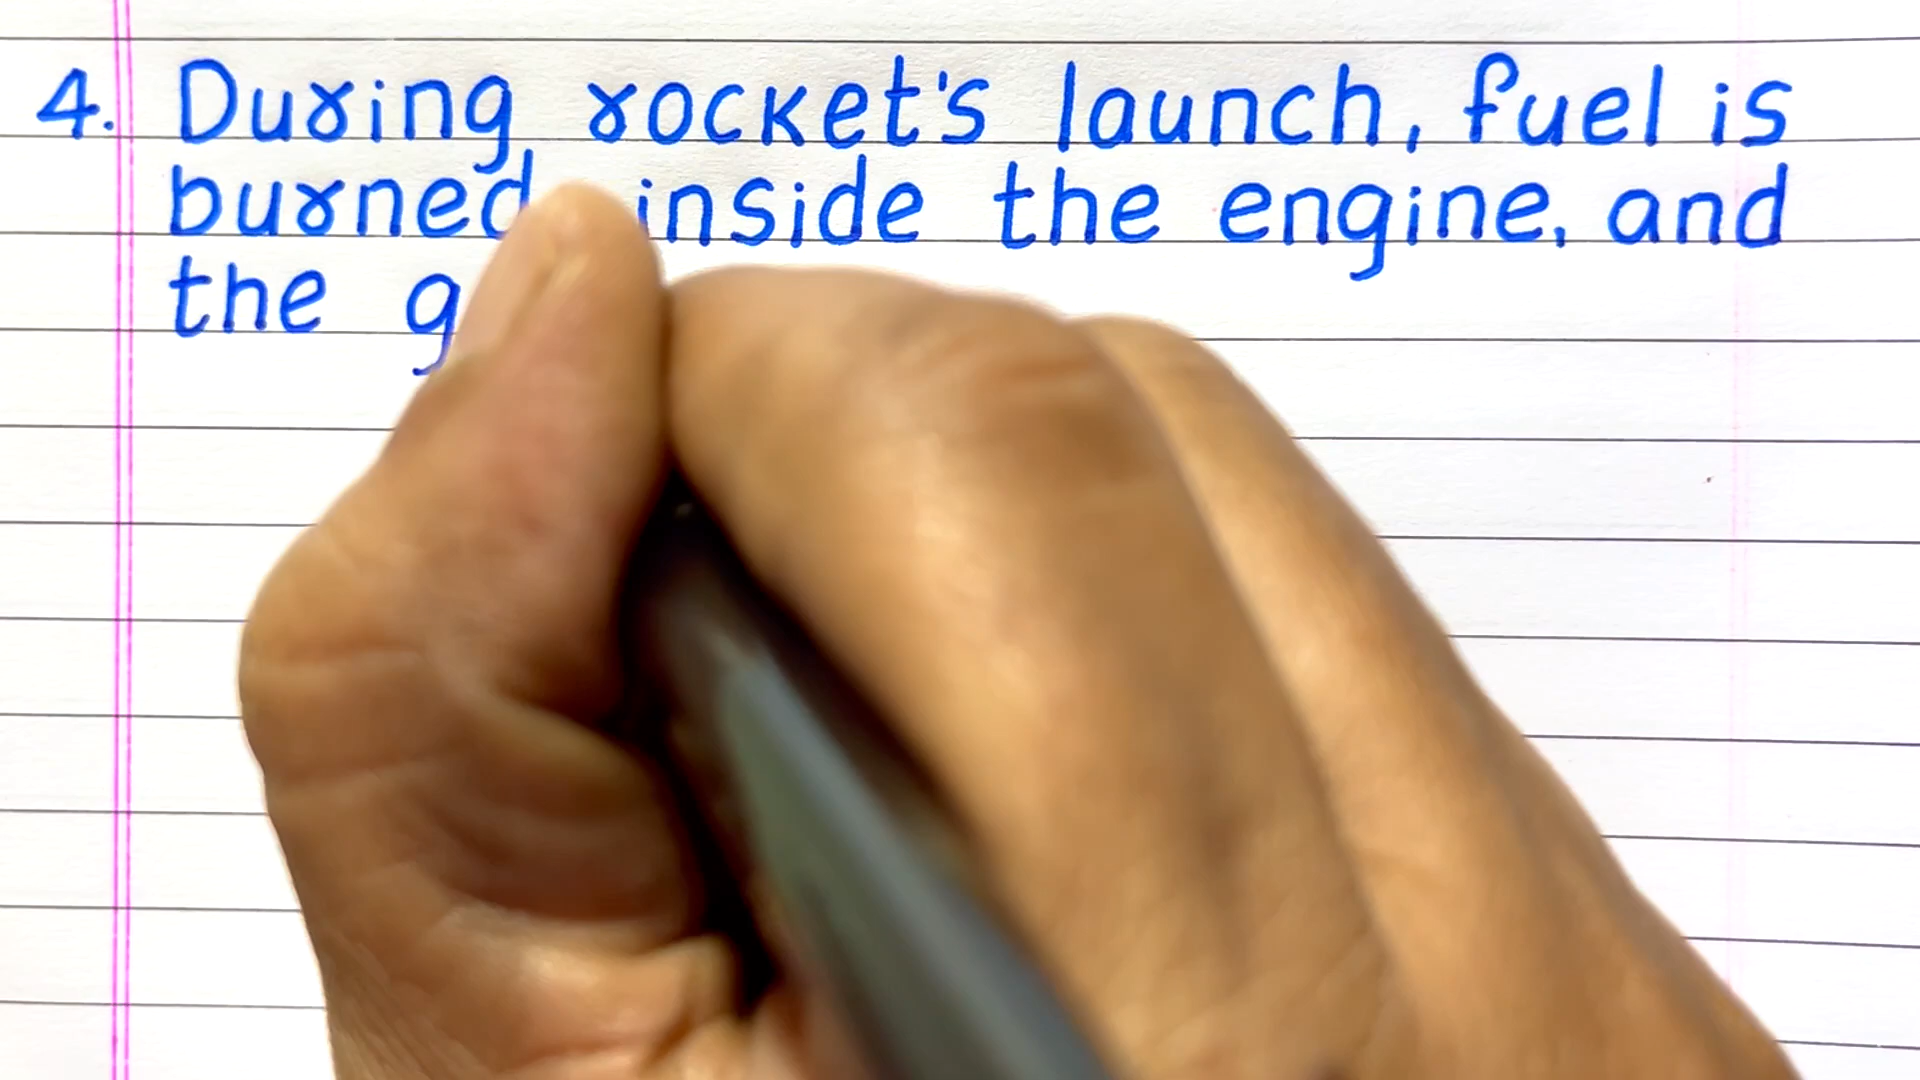 4. During rocket's launch, fuel is
burned inside the engine, and
the g